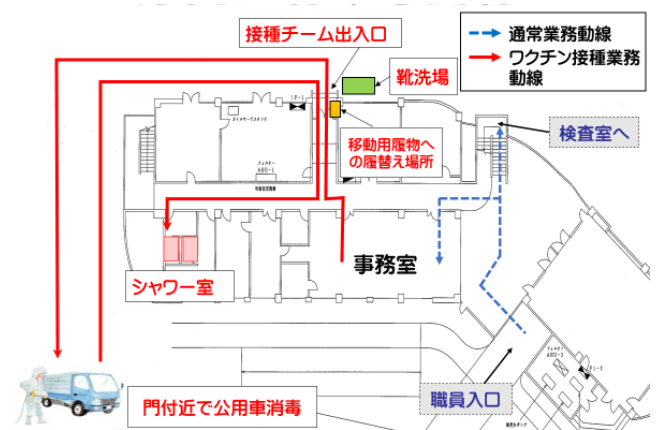 接種チーム出入口
通常業務動線
ワクチン接種業務
動線
靴洗場
移動用履物へ
の履替え場所
検査室へ
事務室
シャワー室
職員入口
門付近で公用車消毒